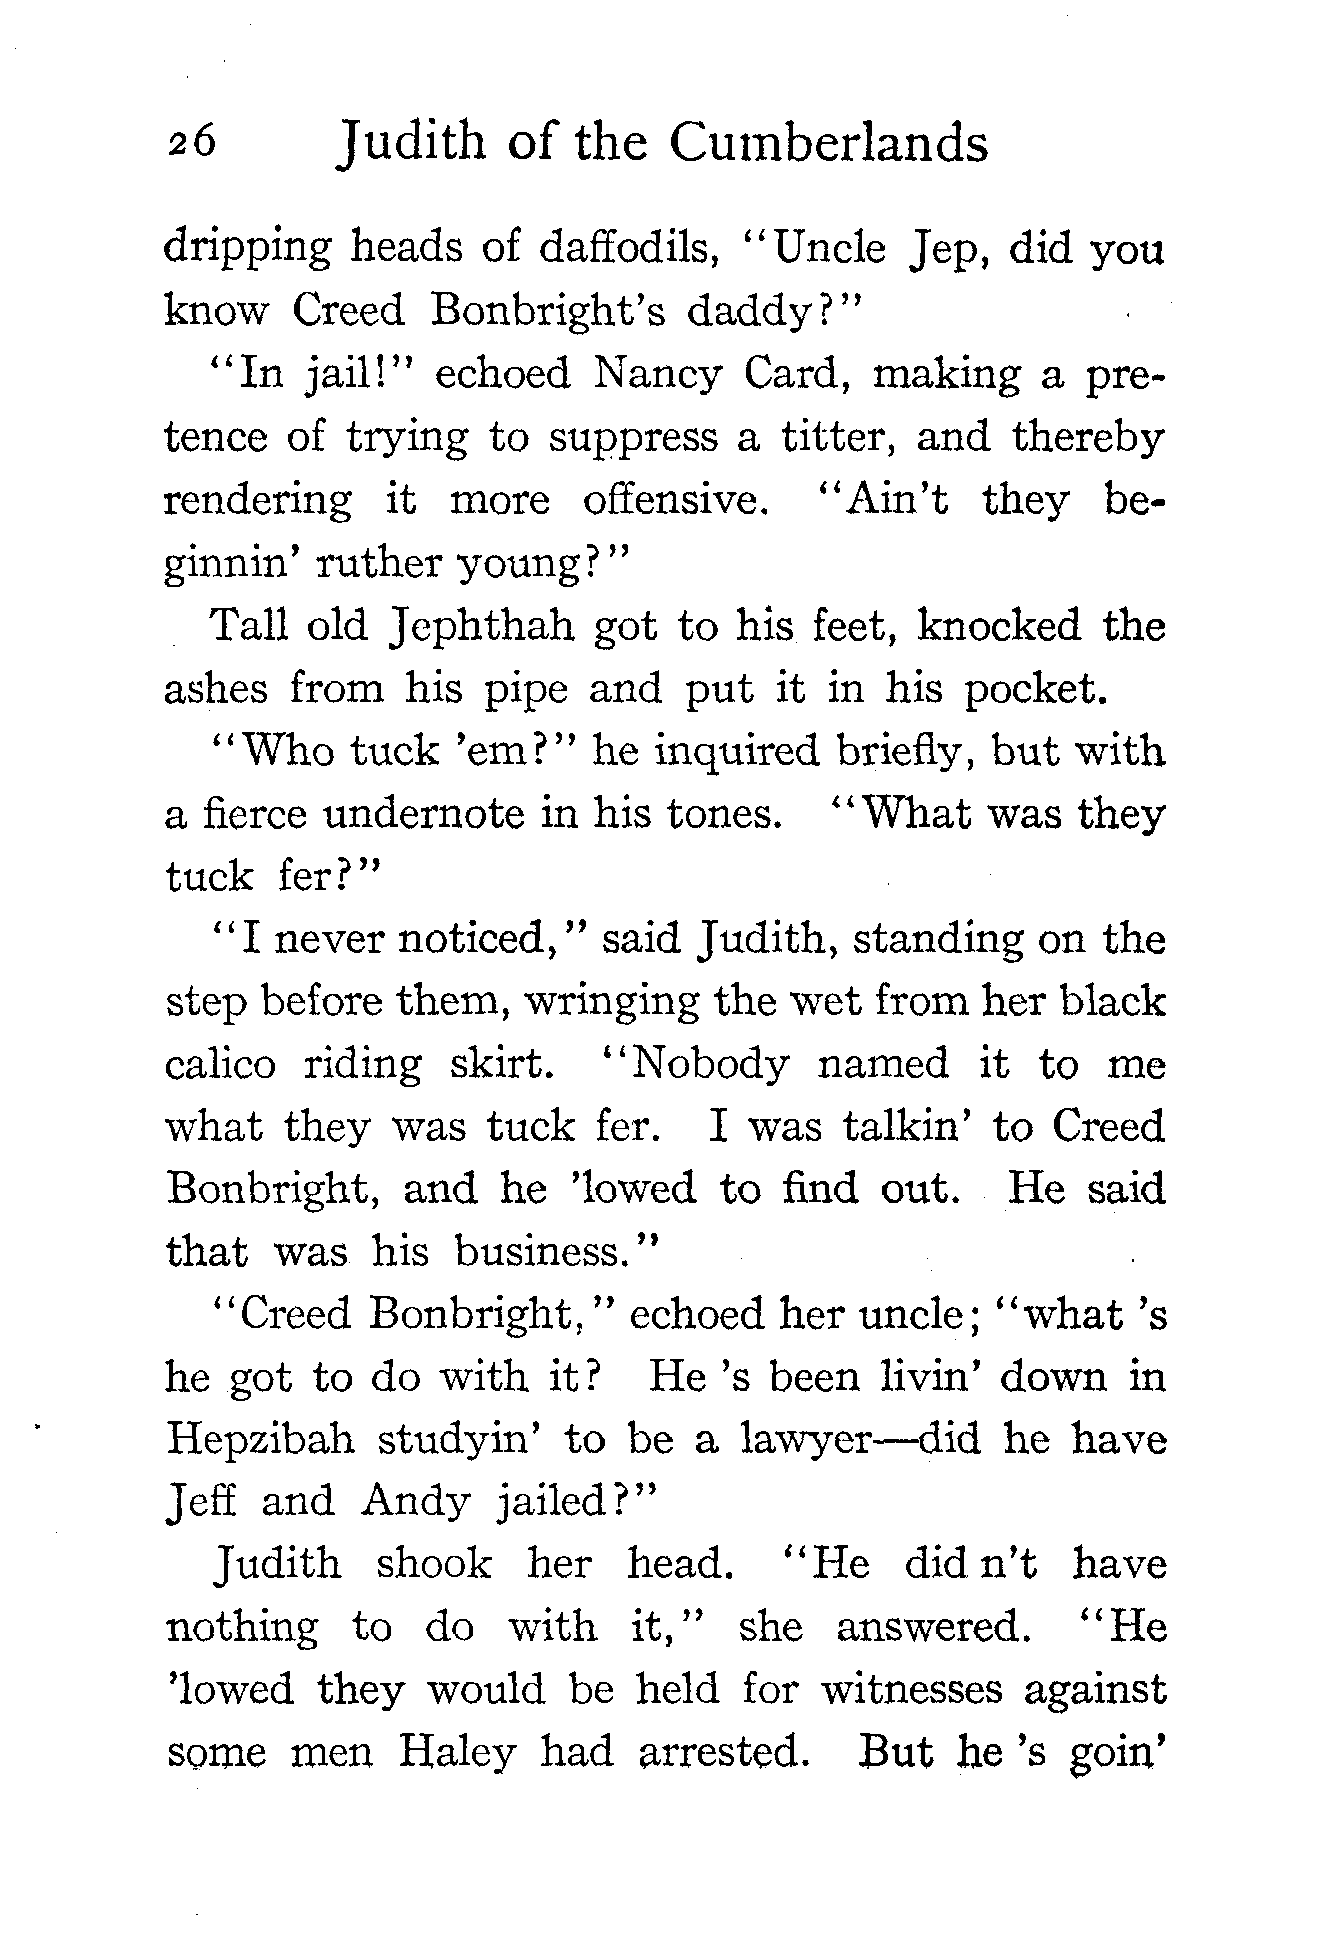 26 Judith of the Cumberlands
dripping heads of daffodils, "Uncle Jep, did you
know Creed Bonbright's daddy?"
"In jail!" echoed Nancy Card, making a pre-
tence of trying to suppress a titter, and thereby
rendering it more offensive. "Ain't they be-
ginnin' ruther young?"
Tall old Jephthah got to his feet, knocked the
ashes from his pipe and put it in his pocket.
"Who tuck 'em?" he inquired briefly, but with
a fierce undernote in his tones. "What was they
tuck fer?"
"I never noticed," said Judith, standing on the
step before them, wringing the wet from her black
calico riding skirt. "Nobody named it to me
what they was tuck fer. I was talkin' to Creed
Bonbright, and he 'lowed to find out. He said
that was his business."
"Creed Bonbright," echoed her uncle; "what 's
he got to do with it? He 's been livin' down in
Hepzibah studyin' to be a lawyer—did he have
Jeff and Andy jailed?"
Judith shook her head. "He did n't have
nothing to do with it," she answered. "He
'lowed they would be held for witnesses against
some men Haley had arrested. But he 's goin'